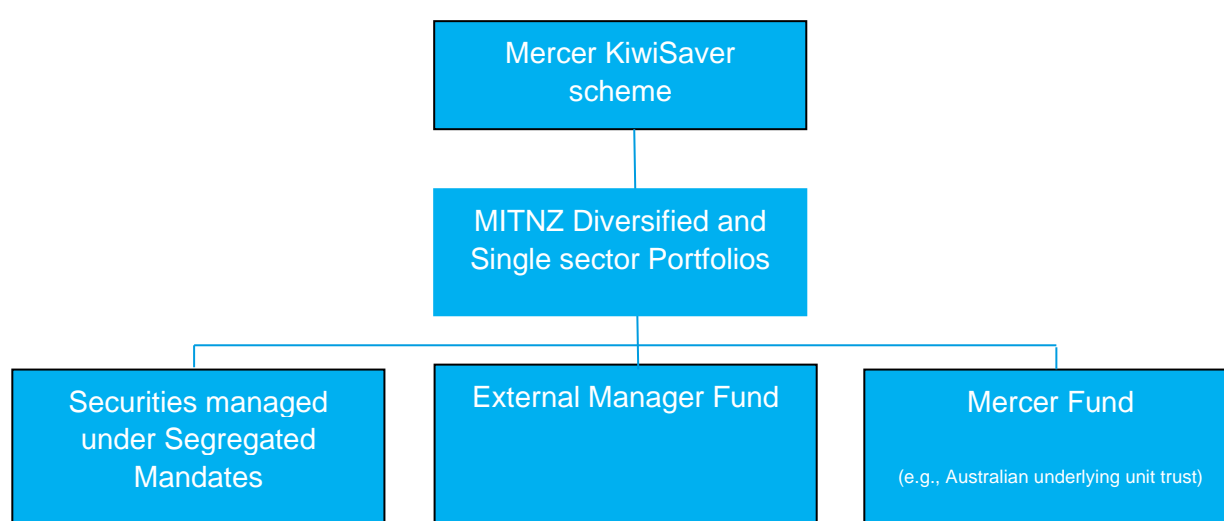 Mercer KiwiSaver
scheme
MITNZ Diversified and
Single sector Portfolios
Securities managed
under Segregated
Mandates
External Manager Fund
Mercer Fund
(e.g., Australian underlying unit trust)